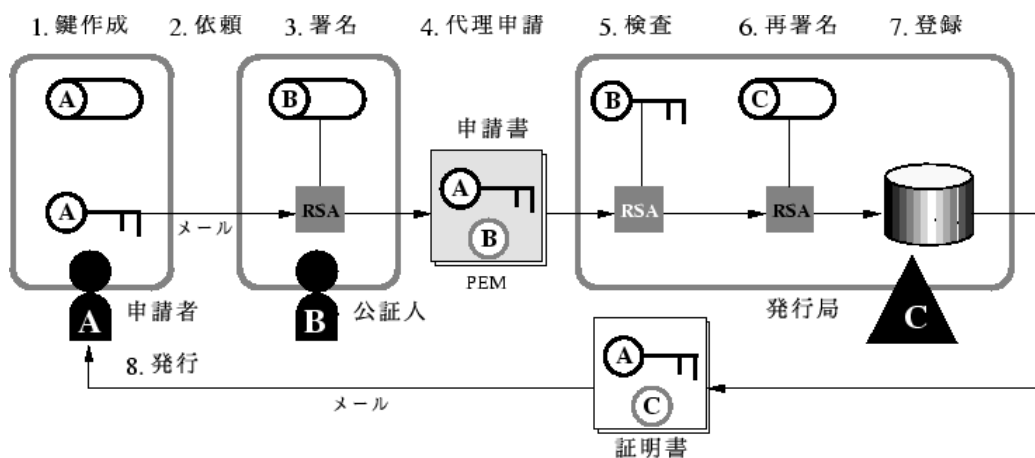 1. 鍵作成 2. 依頼 3. 署名 4. 代理申請 5. 検査 6. 再署名 7. 登録
A
B
B
C
申請書
A
A
RSA
RSA
RSA
メール
B
PEM
A
申請者
B
公証人
発行局
C
8. 発行
A
メール
C
証明書